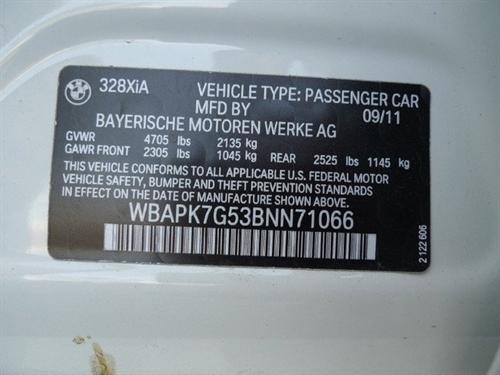 BMW 328XiA VEHICLE TYPE: PASSENGER CAR
MFD BY 09/11
BAYERISCHE MOTOREN WERKE AG
GVWR 4705 lbs 2135 kg
GAWR FRONT 2305 lbs 1045 kg REAR 2525 lbs 1145 kg
THIS VEHICLE CONFORMS TO ALL APPLICABLE U.S. FEDERAL MOTOR
VEHICLE SAFETY, BUMPER AND THEFT PREVENTION STANDARDS
IN EFFECT ON THE DATE OF MANUFACTURE SHOWN ABOVE.
WBAPK7G53BNN71066
2 122 606